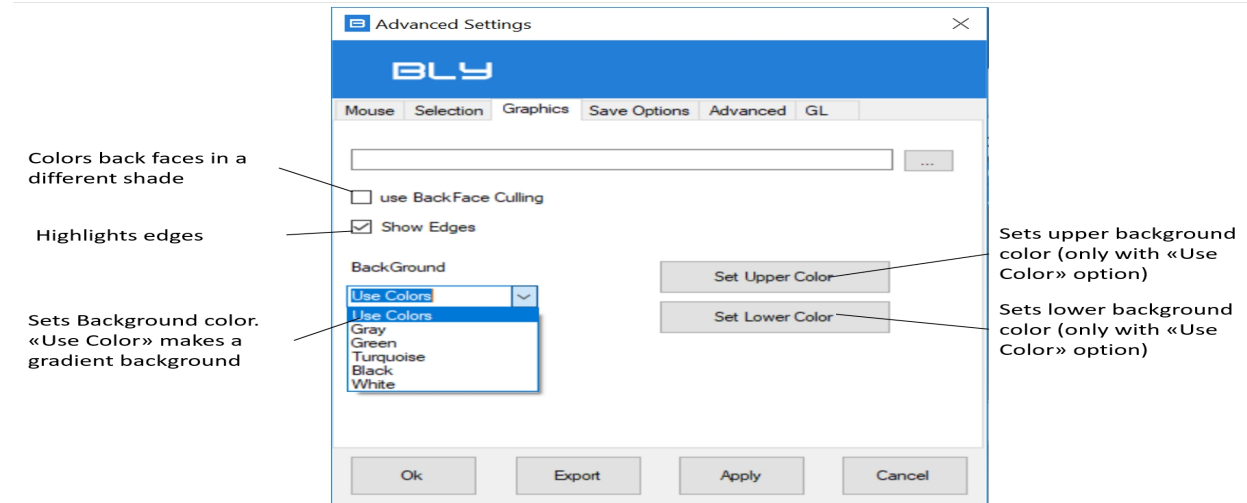 Advanced Settings
BLY
Mouse Selection Graphics Save Options Advanced GL
...
Colors back faces in a
different shade
use BackFace Culling
Highlights edges
Show Edges
BackGround
Use Colors
Use Colors
Gray
Green
Turquoise
Black
White
Sets Background color.
«Use Color» makes a
gradient background
Set Upper Color
Set Lower Color
Sets upper background
color (only with «Use
Color» option)
Sets lower background
color (only with «Use
Color» option)
Ok Export Apply Cancel